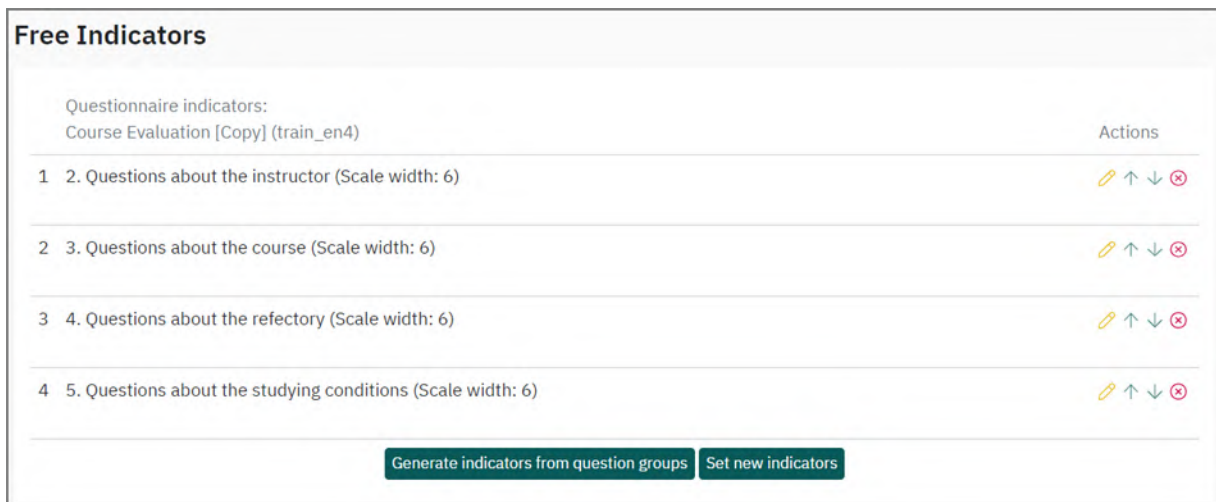 Free Indicators
Questionnaire indicators:
Course Evaluation [Copy] (train_en4)
Actions
1 2. Questions about the instructor (Scale width: 6)
2 3. Questions about the course (Scale width: 6)
3 4. Questions about the refectory (Scale width: 6)
4 5. Questions about the studying conditions (Scale width: 6)
Generate indicators from question groups Set new indicators